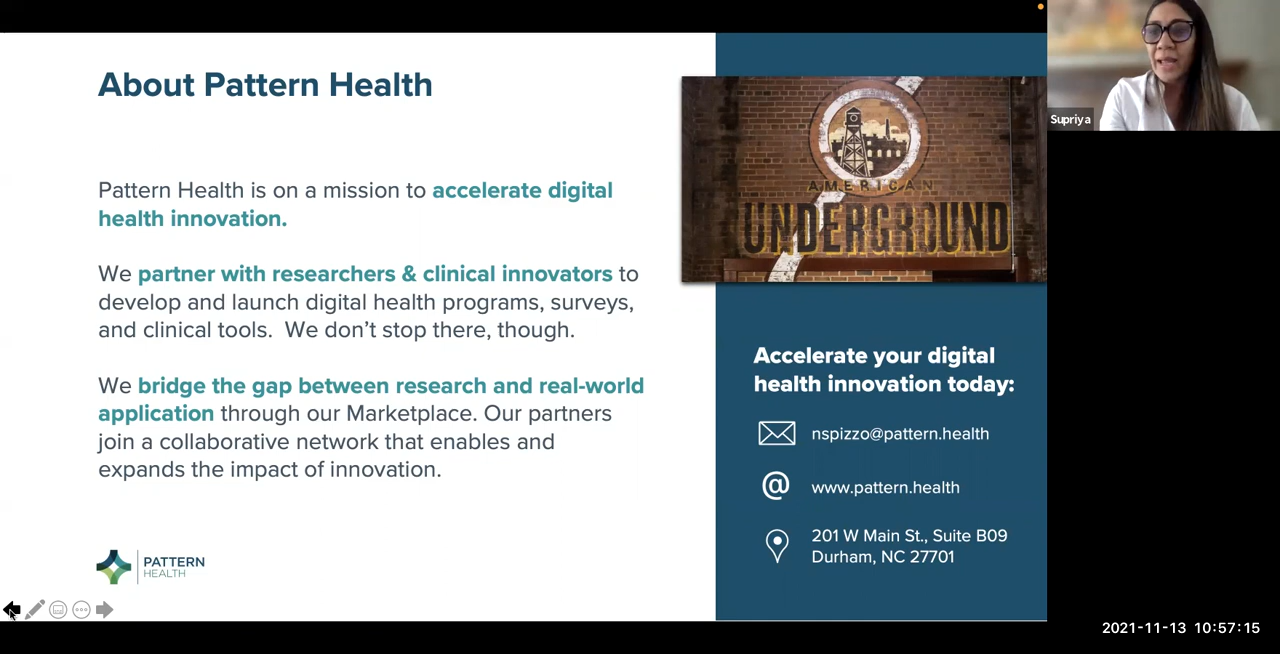 About Pattern Health
Pattern Health is on a mission to accelerate digital
health innovation.
We partner with researchers & clinical innovators to
develop and launch digital health programs, surveys,
and clinical tools.  We don’t stop there, though.
We bridge the gap between research and real-world
application through our Marketplace. Our partners
join a collaborative network that enables and
expands the impact of innovation.
PATTERN
HEALTH
AMERICAN
UNDERGROUND
Accelerate your digital
health innovation today:
nspizzo@pattern.health
@
www.pattern.health
201 W Main St., Suite B09
Durham, NC 27701
Supriya
2021-11-13 10:57:15